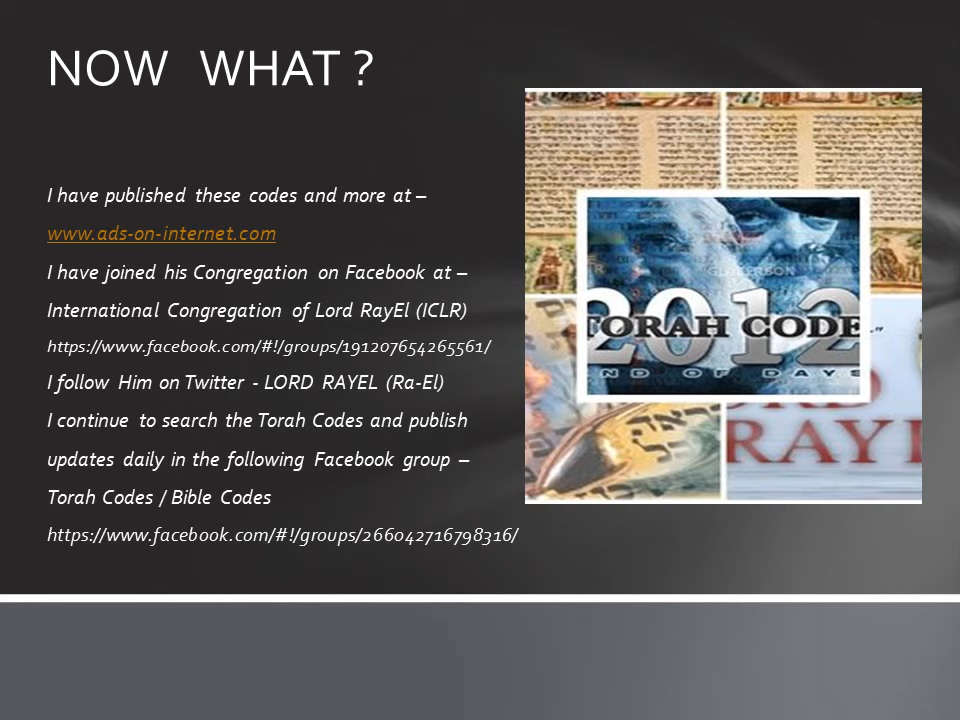 NOW WHAT ?
I have published these codes and more at –
www.ads-on-internet.com
I have joined his Congregation on Facebook at –
International Congregation of Lord RayEl (ICLR)
https://www.facebook.com/#!/groups/191207654265561/
I follow Him on Twitter - LORD RAYEL (Ra-El)
I continue to search the Torah Codes and publish
updates daily in the following Facebook group –
Torah Codes / Bible Codes
https://www.facebook.com/#!/groups/266042716798316/
2012
TORAH CODE
END OF DAYS
RAY